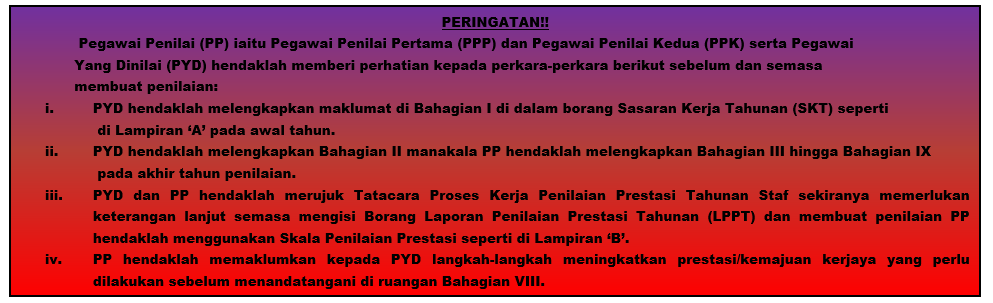 PERINGATAN!!
Pegawai Penilai (PP) iaitu Pegawai Penilai Pertama (PPP) dan Pegawai Penilai Kedua (PPK) serta Pegawai
Yang Dinilai (PYD) hendaklah memberi perhatian kepada perkara-perkara berikut sebelum dan semasa
membuat penilaian:
i. PYD hendaklah melengkapkan maklumat di Bahagian I di dalam borang Sasaran Kerja Tahunan (SKT) seperti
di Lampiran ‘A’ pada awal tahun.
ii. PYD hendaklah melengkapkan Bahagian II manakala PP hendaklah melengkapkan Bahagian III hingga Bahagian IX
pada akhir tahun penilaian.
iii. PYD dan PP hendaklah merujuk Tatacara Proses Kerja Penilaian Prestasi Tahunan Staf sekiranya memerlukan
keterangan lanjut semasa mengisi Borang Laporan Penilaian Prestasi Tahunan (LPPT) dan membuat penilaian PP
hendaklah menggunakan Skala Penilaian Prestasi seperti di Lampiran ‘B’.
iv. PP hendaklah memaklumkan kepada PYD langkah-langkah meningkatkan prestasi/kemajuan kerjaya yang perlu
dilakukan sebelum menandatangani di ruangan Bahagian VIII.